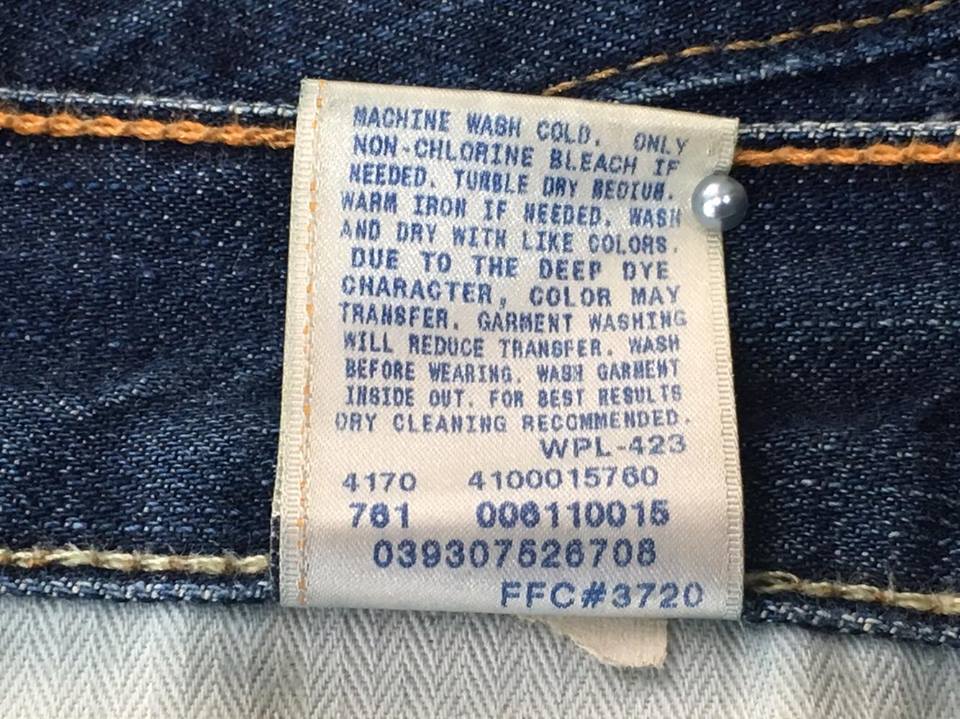 MACHINE WASH COLD. ONLY
NON-CHLORINE BLEACH IF
NEEDED. TUMBLE DRY MEDIUM.
WARM IRON IF NEEDED. WASH
AND DRY WITH LIKE COLORS.
DUE TO THE DEEP DYE
CHARACTER, COLOR MAY
TRANSFER. GARMENT WASHING
WILL REDUCE TRANSFER. WASH
BEFORE WEARING. WASH GARMENT
INSIDE OUT. FOR BEST RESULTS
DRY CLEANING RECOMMENDED.
WPL-423
4170 4100015760
761 006110015
039307526708
FFC#3720